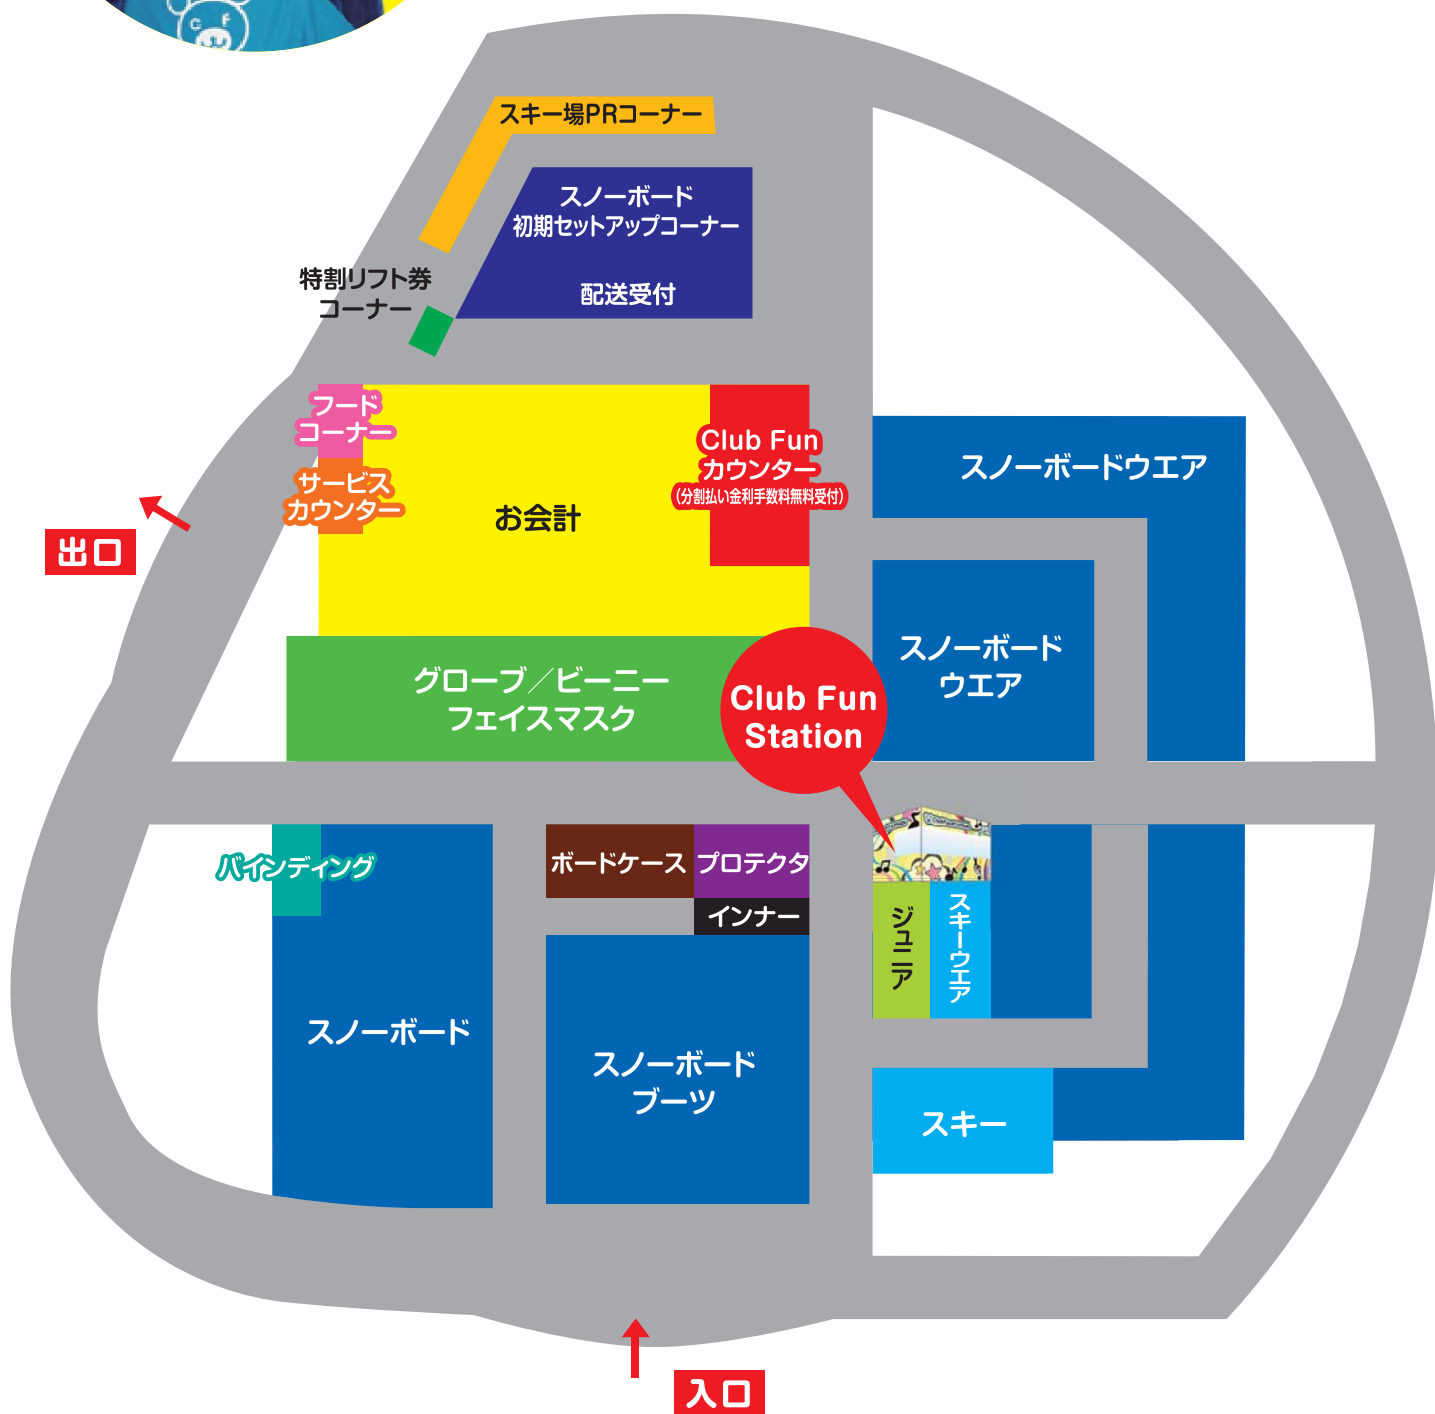 C F
スキー場PRコーナー
スノーボード
初期セットアップコーナー
配送受付
特割リフト券
コーナー
フード
コーナー
サービス
カウンター
お会計
Club Fun
カウンター
(分割払い金利手数料無料受付)
スノーボードウエア
出口
スノーボード
ウエア
グローブ／ビーニー
フェイスマスク
Club Fun
Station
バインディング
ボードケース
プロテクタ
インナー
ジュニア
スキーウエア
スノーボード
スノーボード
ブーツ
スキー
入口